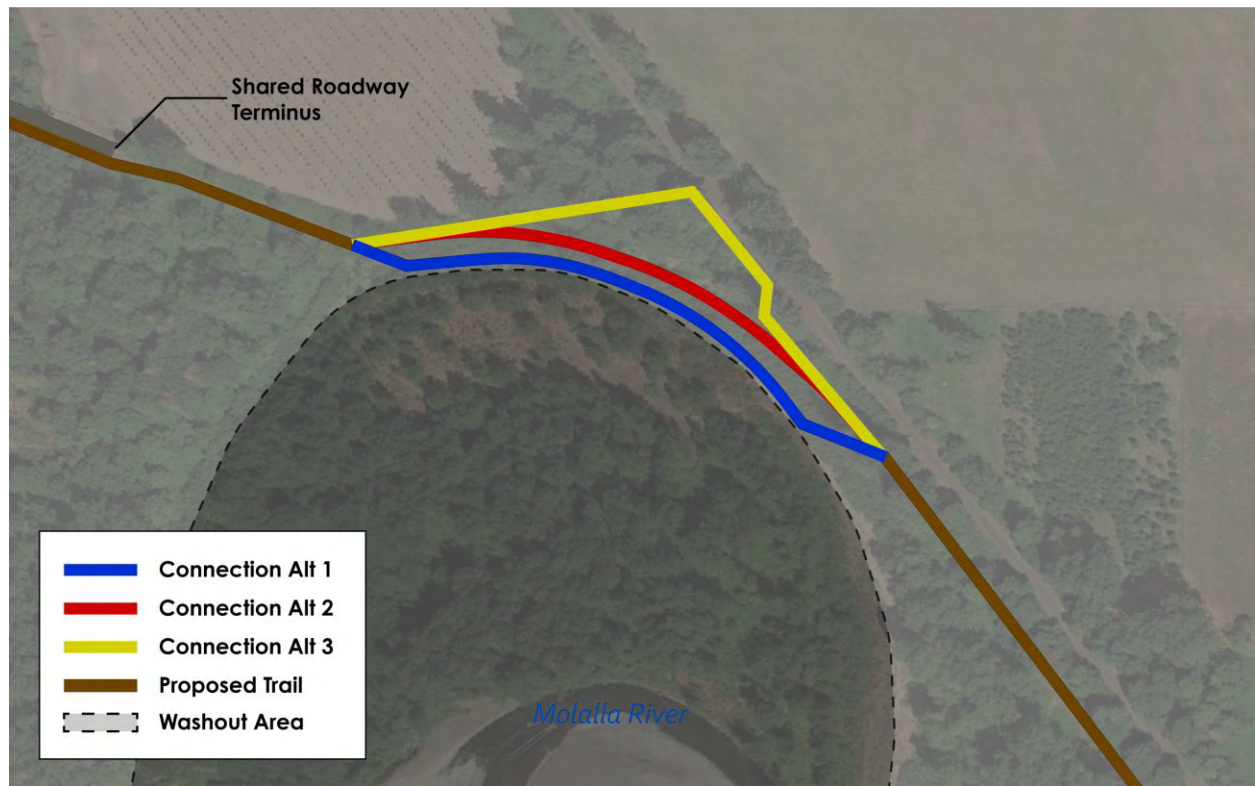 Shared Roadway
Terminus
Connection Alt 1
Connection Alt 2
Connection Alt 3
Proposed Trail
Washout Area
Molalla River